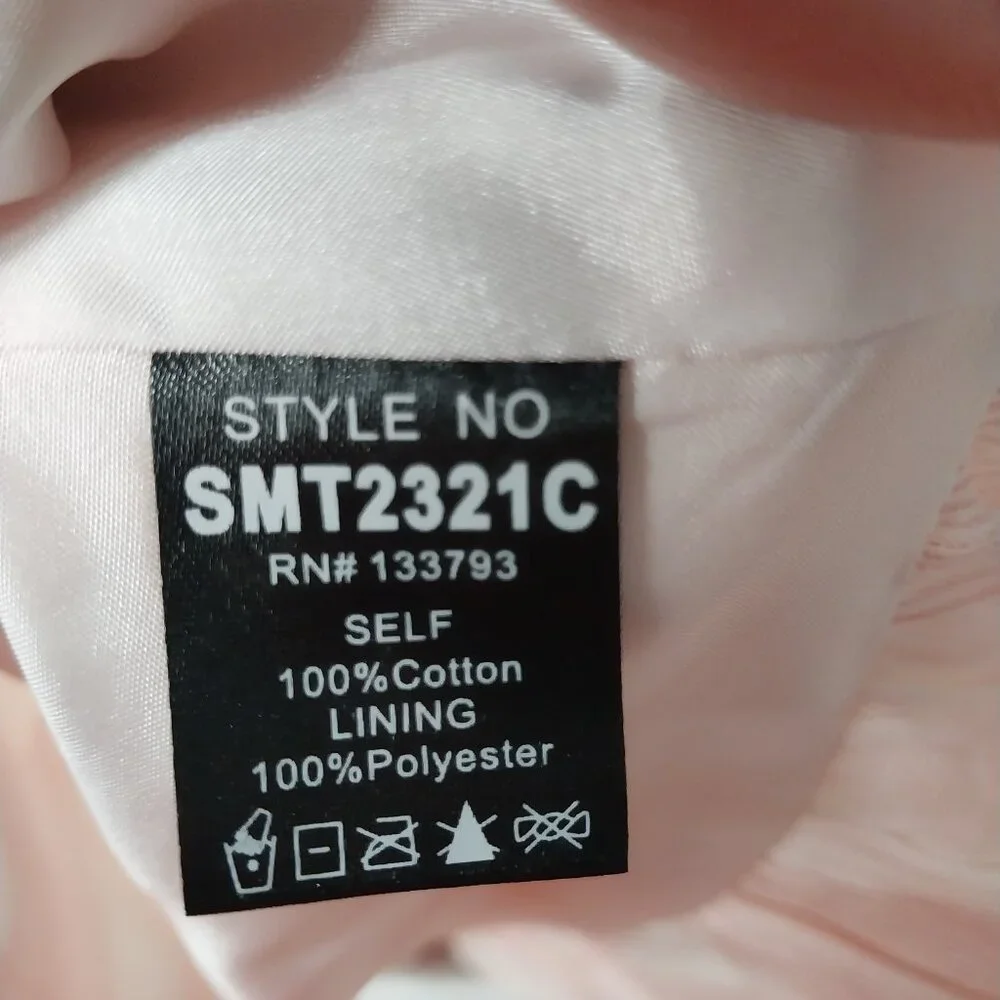 STYLE NO
SMT2321C
RN# 133793
SELF
100%Cotton
LINING
100%Polyester